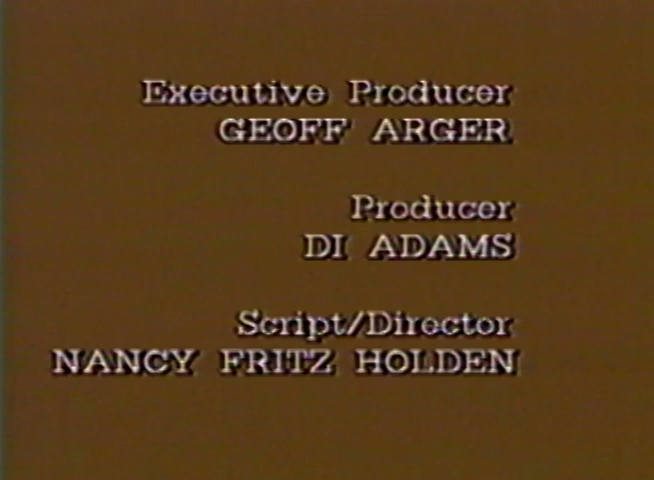 Executive Producer
GEOFF ARGER
Producer
DI ADAMS
Script/Director
NANCY FRITZ HOLDEN